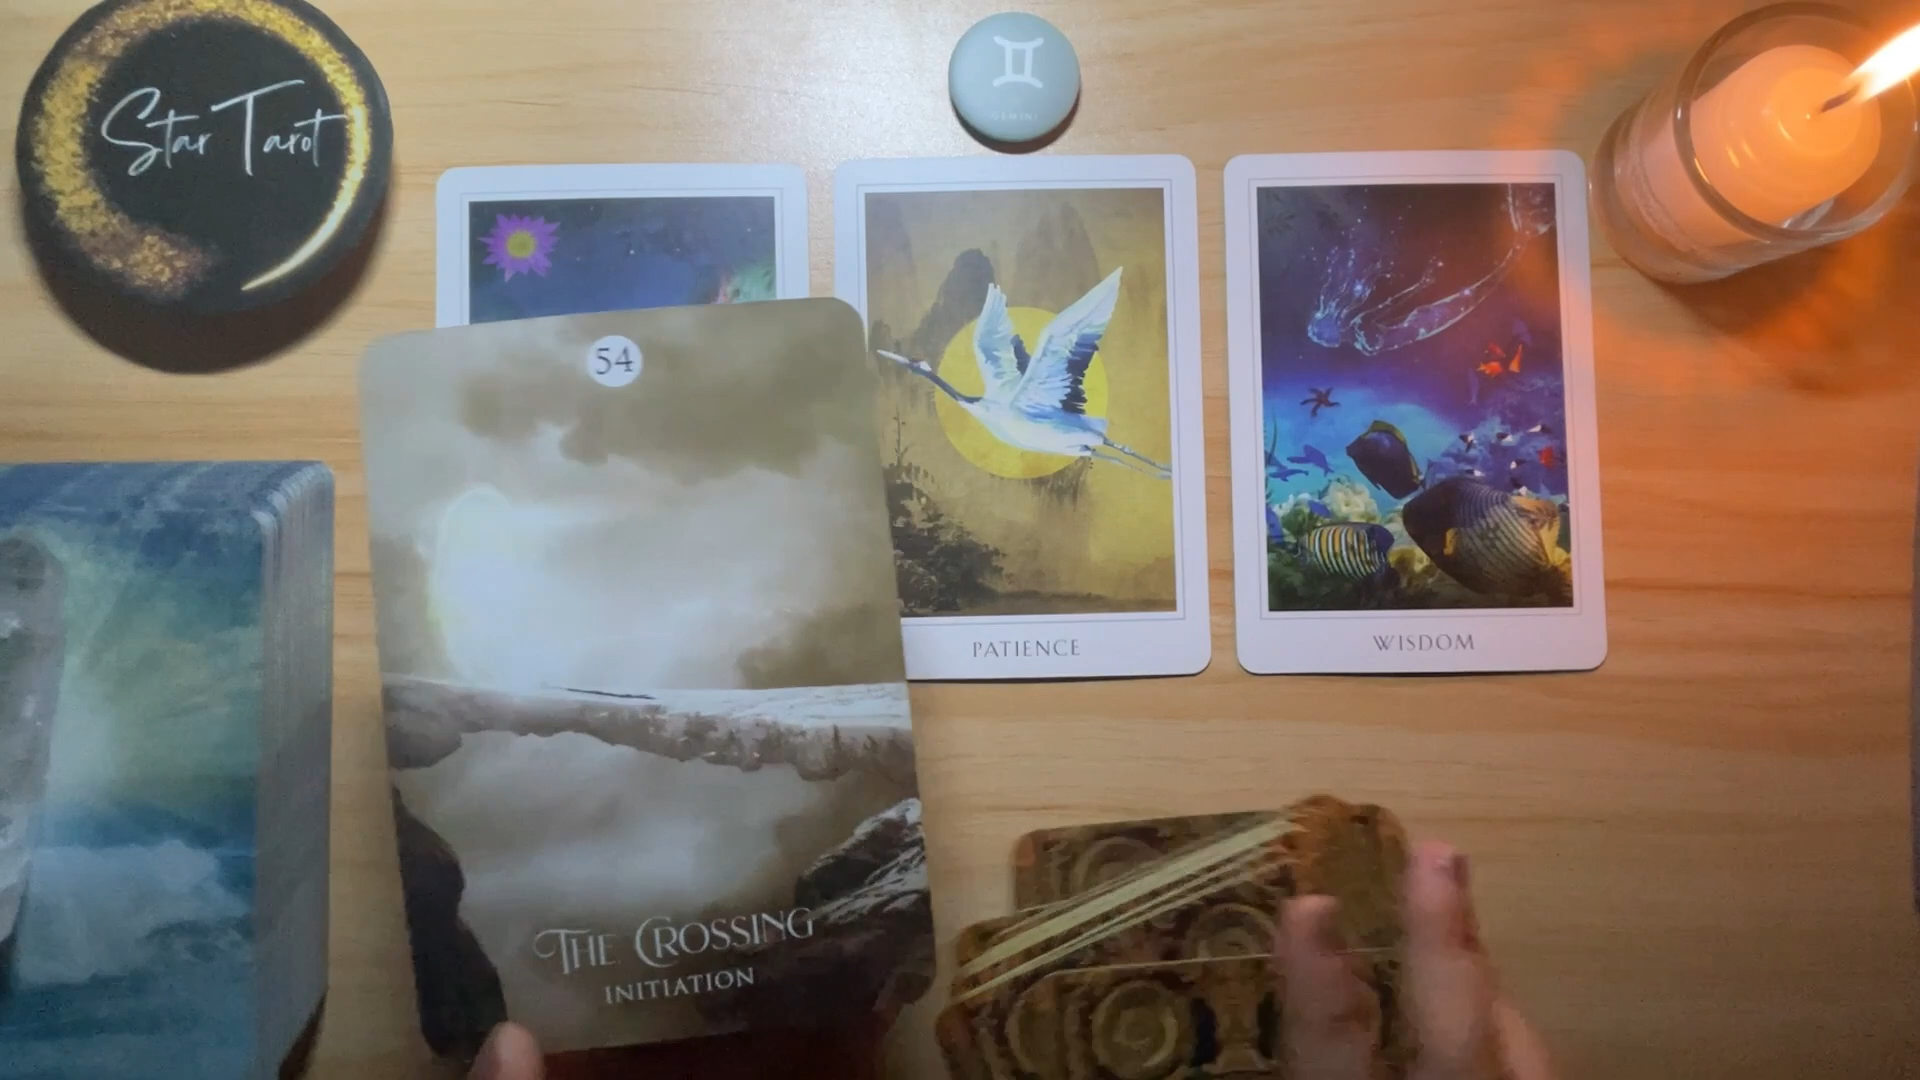 Star Tarot
GEMINI
54
PATIENCE
WISDOM
THE CROSSING
INITIATION